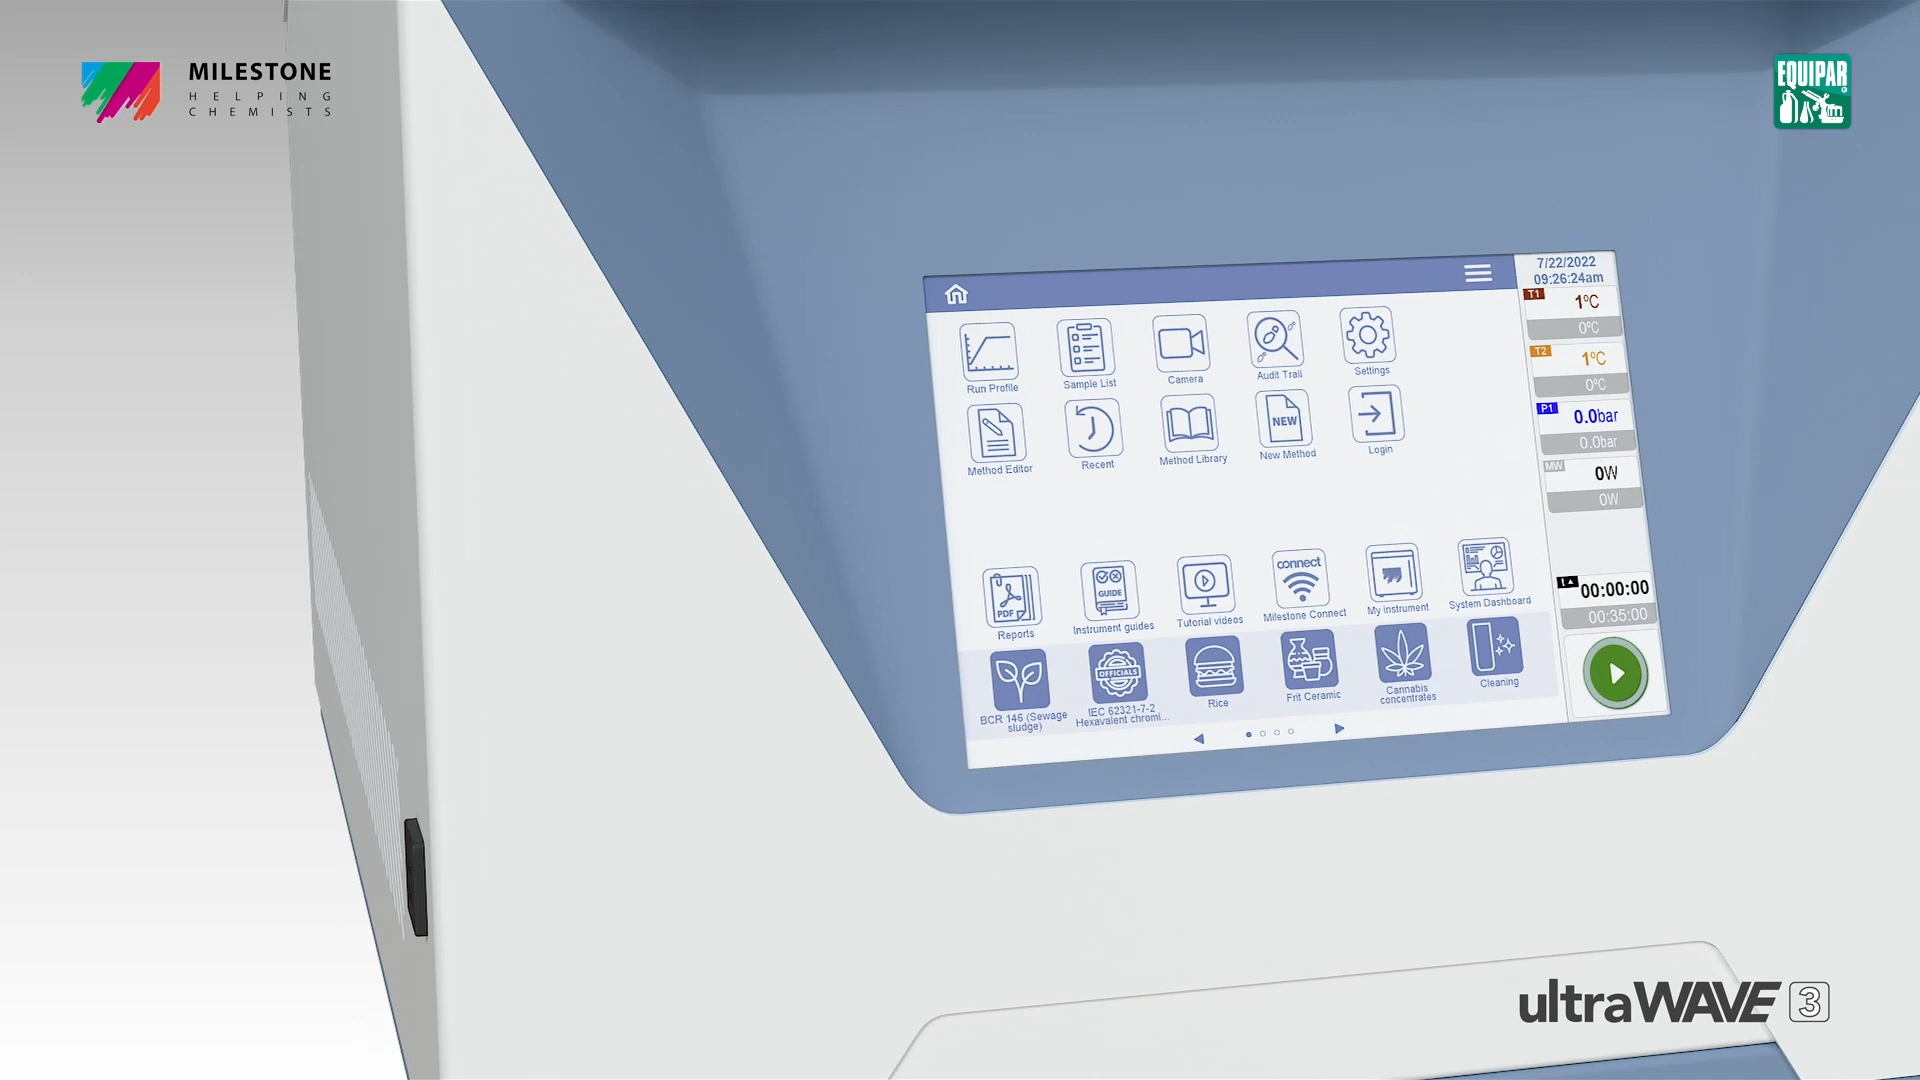 MILESTONE
HELPING
CHEMISTS
EQUIPAR
7/22/2022
09:26:24am
T1
1°C
0°C
T2
1°C
0°C
P1
0.0bar
0.0bar
MW
0W
0W
t
00:00:00
00:35:00
Run Profile
Sample List
Camera
Audit Trail
Settings
Method Editor
Recent
Method Library
NEW
New Method
Login
PDF
Reports
GUIDE
Instrument guides
Tutorial videos
connect
Milestone Connect
My instrument
System Dashboard
BCR 146 (Sewage
sludge)
OFFICIALS
IEC 62321-7-2
Hexavalent chromi...
Rice
Frit Ceramic
Cannabis
concentrates
Cleaning
ultraWAVE 3